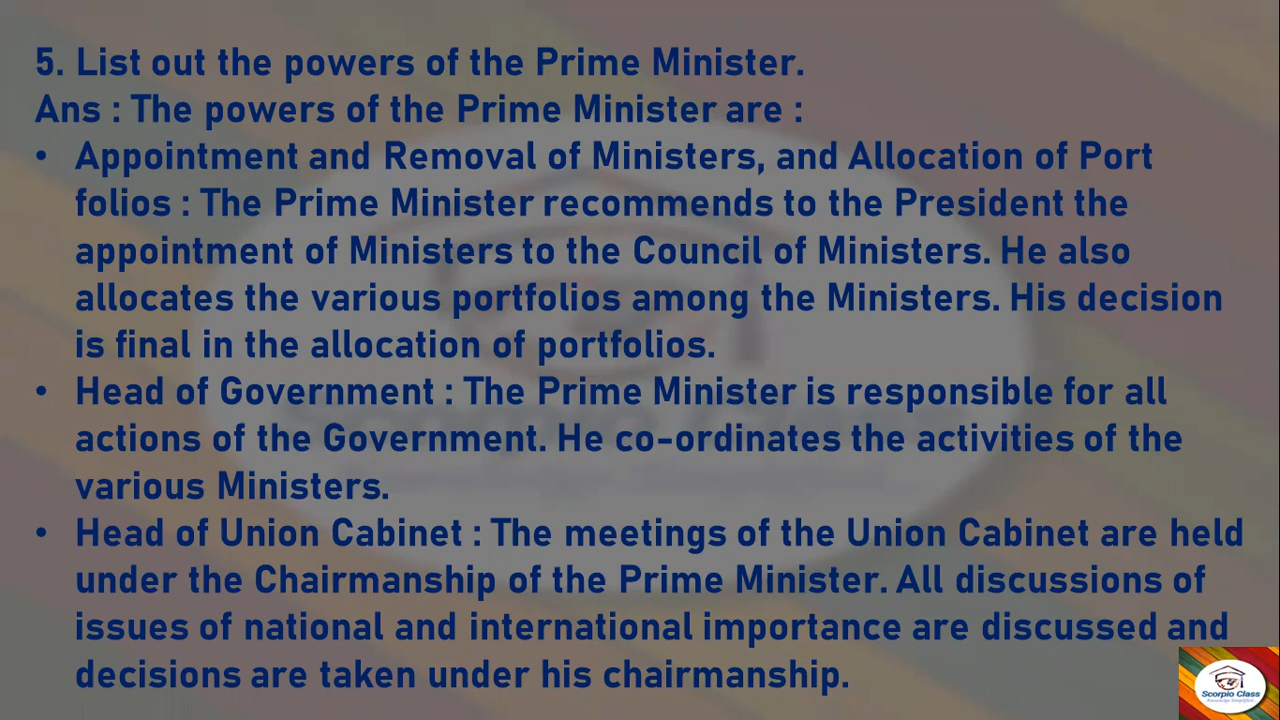 5. List out the powers of the Prime Minister.
Ans : The powers of the Prime Minister are :
• Appointment and Removal of Ministers, and Allocation of Port
folios : The Prime Minister recommends to the President the
appointment of Ministers to the Council of Ministers. He also
allocates the various portfolios among the Ministers. His decision
is final in the allocation of portfolios.
• Head of Government : The Prime Minister is responsible for all
actions of the Government. He co-ordinates the activities of the
various Ministers.
• Head of Union Cabinet : The meetings of the Union Cabinet are held
under the Chairmanship of the Prime Minister. All discussions of
issues of national and international importance are discussed and
decisions are taken under his chairmanship.
Scorpio Class